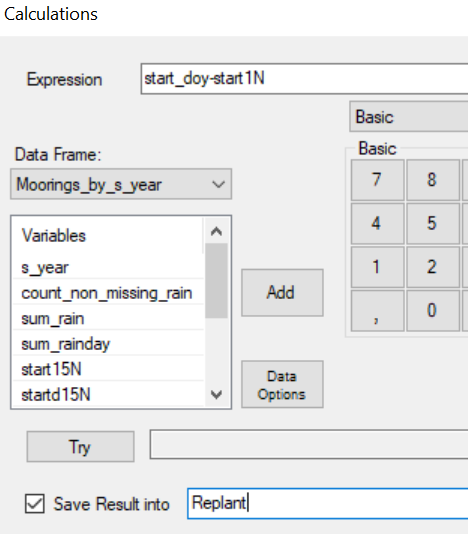 Calculations
Expression
start_doy-start1N
Basic
Data Frame:
Basic
Moorings_by_s_year
7 8
Variables
4 5
s_year
count_non_missing_rain
Add
1 2
sum_rain
, 0
sum_rainday
start15N
startd15N
Data
Options
Try
Save Result into
Replant